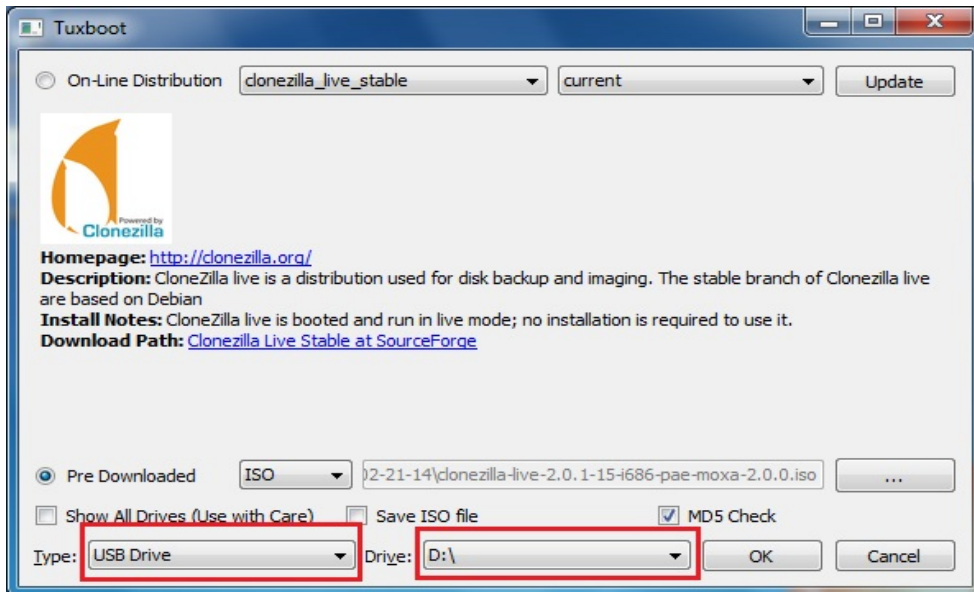 Tuxboot
On-Line Distribution clonezilla_live_stable current Update
Powered by
Clonezilla
Homepage: http://clonezilla.org/
Description: CloneZilla live is a distribution used for disk backup and imaging. The stable branch of Clonezilla live
are based on Debian
Install Notes: CloneZilla live is booted and run in live mode; no installation is required to use it.
Download Path: Clonezilla Live Stable at SourceForge
Pre Downloaded ISO 02-21-14\clonezilla-live-2.0.1-15-i686-pae-moxa-2.0.0.iso ...
Show All Drives (Use with Care) Save ISO file MD5 Check
Type: USB Drive Drive: D:\ OK Cancel